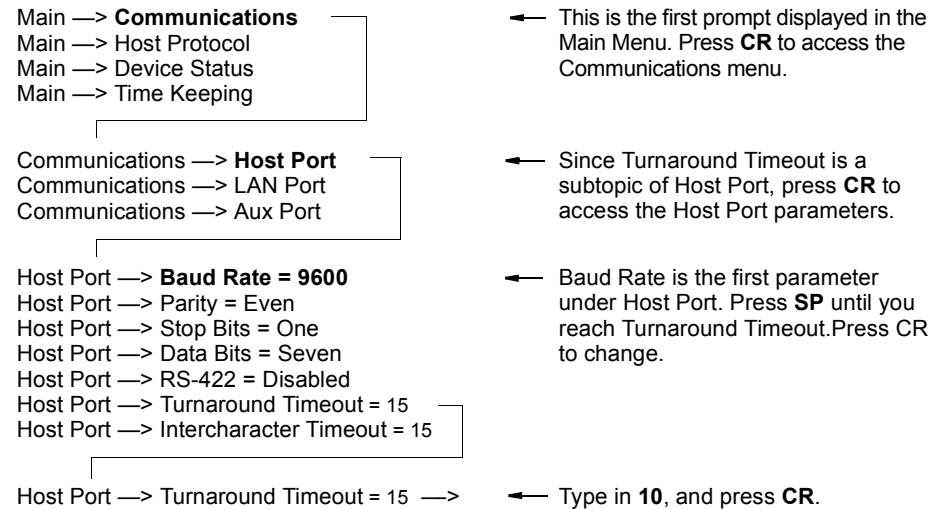 Main —> Communications
Main —> Host Protocol
Main —> Device Status
Main —> Time Keeping
This is the first prompt displayed in the
Main Menu. Press CR to access the
Communications menu.
Communications —> Host Port
Communications —> LAN Port
Communications —> Aux Port
Since Turnaround Timeout is a
subtopic of Host Port, press CR to
access the Host Port parameters.
Host Port —> Baud Rate = 9600
Host Port —> Parity = Even
Host Port —> Stop Bits = One
Host Port —> Data Bits = Seven
Host Port —> RS-422 = Disabled
Host Port —> Turnaround Timeout = 15
Host Port —> Intercharacter Timeout = 15
Baud Rate is the first parameter
under Host Port. Press SP until you
reach Turnaround Timeout.Press CR
to change.
Host Port —> Turnaround Timeout = 15 —>
Type in 10, and press CR.